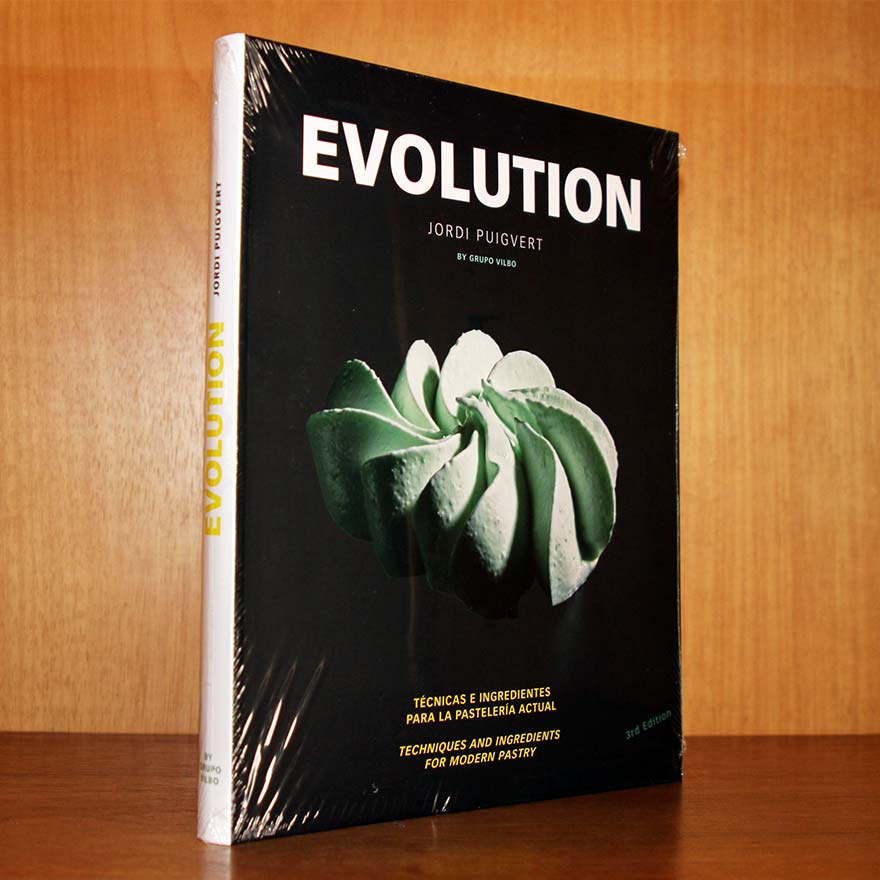 EVOLUTION
JORDI PUIGVERT
BY GRUPO VILBO
TÉCNICAS E INGREDIENTES
PARA LA PASTELERÍA ACTUAL
TECHNIQUES AND INGREDIENTS
FOR MODERN PASTRY
3rd Edition
JORDI PUIGVERT
EVOLUTION
BY
GRUPO
VILBO